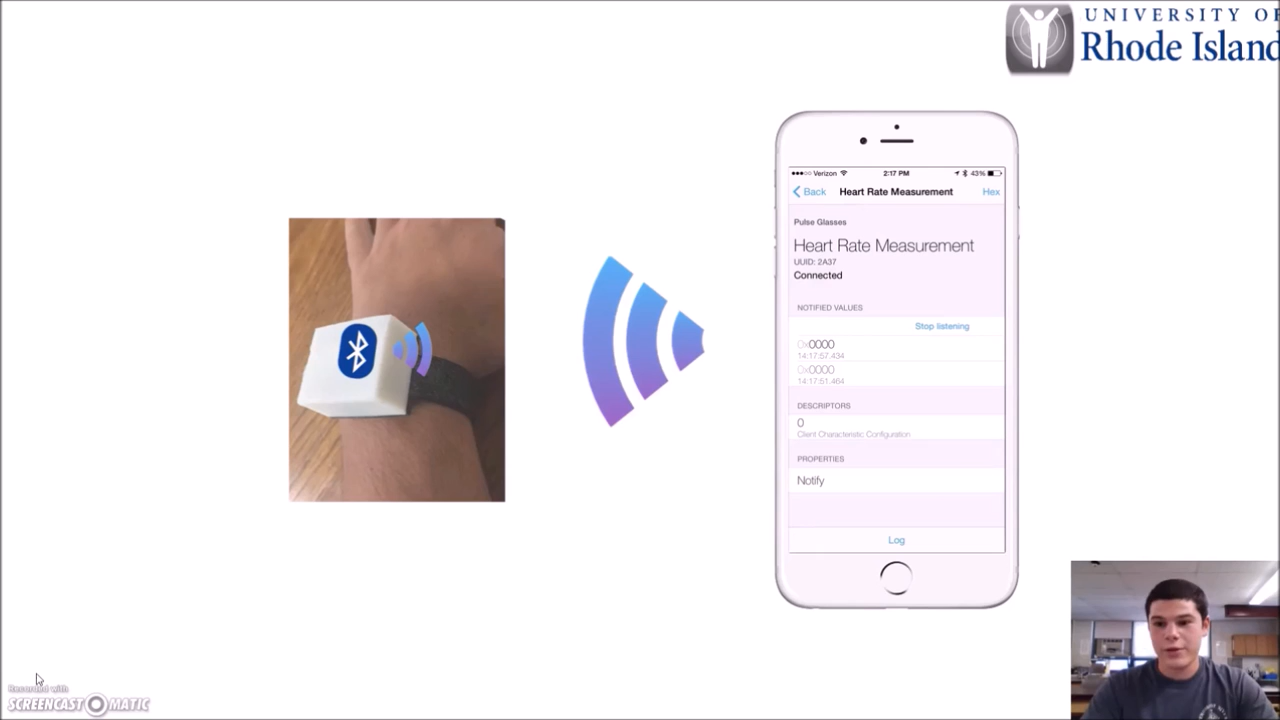 UNIVERSITY OF
Rhode Island
Verizon
2:17 PM
43%
Back
Heart Rate Measurement
Hex
Pulse Glasses
Heart Rate Measurement
UUID: 2A37
Connected
NOTIFIED VALUES
Stop listening
0x0000
14:17:57.434
0x0000
14:17:51.464
DESCRIPTORS
0
Client Characteristic Configuration
PROPERTIES
Notify
Log
Recorded with
SCREENCAST-O-MATIC